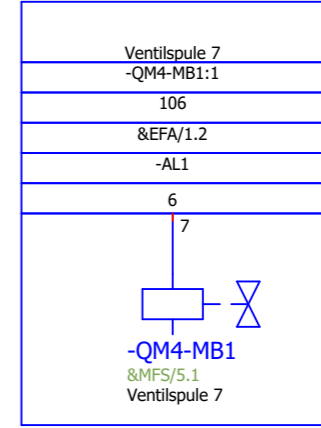 Ventilspule 7
-QM4-MB1:1
106
&EFA/1.2
-AL1
6
7
-QM4-MB1
&MFS/5.1
Ventilspule 7